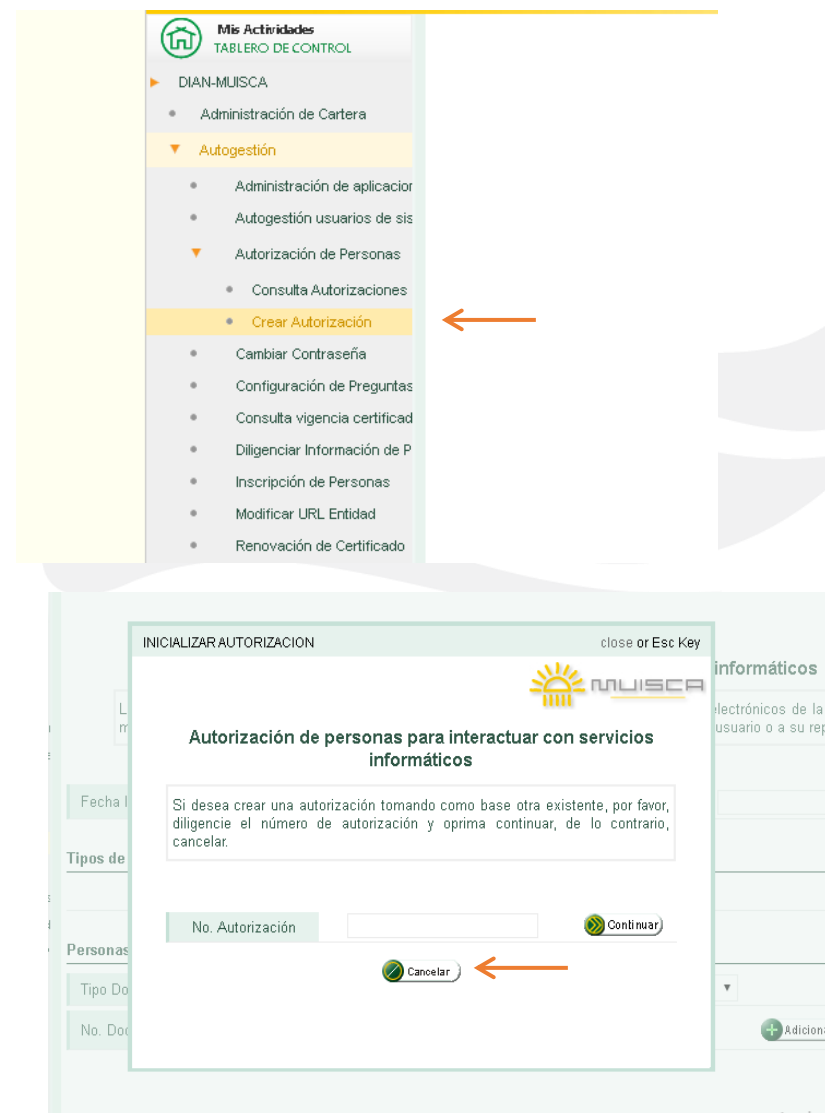 Mis Actividades
TABLERO DE CONTROL
DIAN-MUISCA
Administración de Cartera
Autogestión
Administración de aplicacior
Autogestión usuarios de sis
Autorización de Personas
Consulta Autorizaciones
Crear Autorización
Cambiar Contraseña
Configuración de Preguntas
Consulta vigencia certificad
Diligenciar Información de P
Inscripción de Personas
Modificar URL Entidad
Renovación de Certificado
INICIALIZAR AUTORIZACION close or Esc Key
MUISCA
informáticos
electrónicos de la
usuario o a su rep
Autorización de personas para interactuar con servicios
informáticos
Fecha
Si desea crear una autorización tomando como base otra existente, por favor,
diligencie el número de autorización y oprima continuar, de lo contrario,
cancelar.
Tipos de
No. Autorización Continuar
Personas
Cancelar
Tipo Do
No. Doc
Adiciona